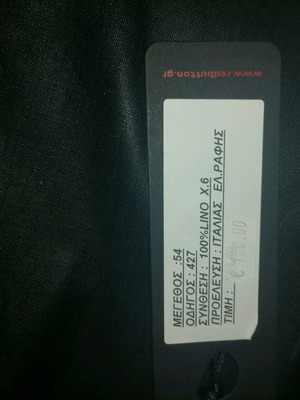 www.redbutton.gr
ΜΕΓΕΘΟΣ :54
ΟΔΗΓΟΣ : 427
ΣΥΝΘΕΣΗ : 100%LINO X.6
ΠΡΟΕΛΕΥΣΗ : ΙΤΑΛΙΑΣ ΕΛ.ΡΑΦΗΣ
ΤΙΜΗ :